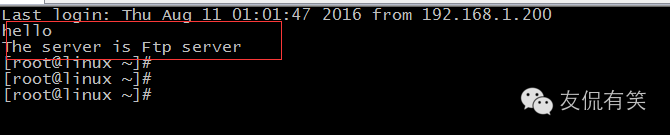 Last login: Thu Aug 11 01:01:47 2016 from 192.168.1.200
hello
The server is Ftp server
[root@linux ~]#
[root@linux ~]#
[root@linux ~]#
友侃有笑